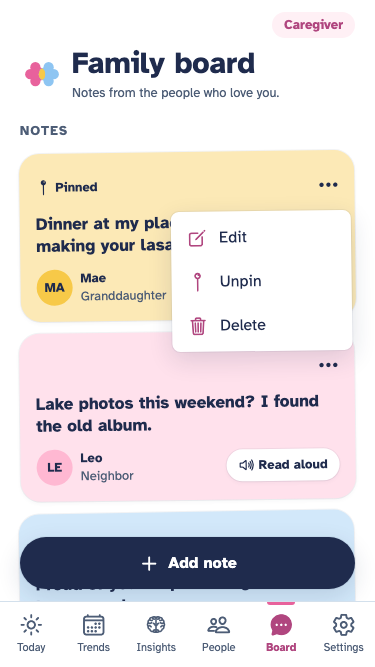 Caregiver
Family board
Notes from the people who love you.
NOTES
Pinned
Dinner at my
making your
Mae
MA
Granddaughter
Edit
Unpin
Delete
Lake photos this weekend? I found
the old album.
Leo
LE
Neighbor
Read aloud
Add note
Today
Trends
Insights
People
Board
Settings